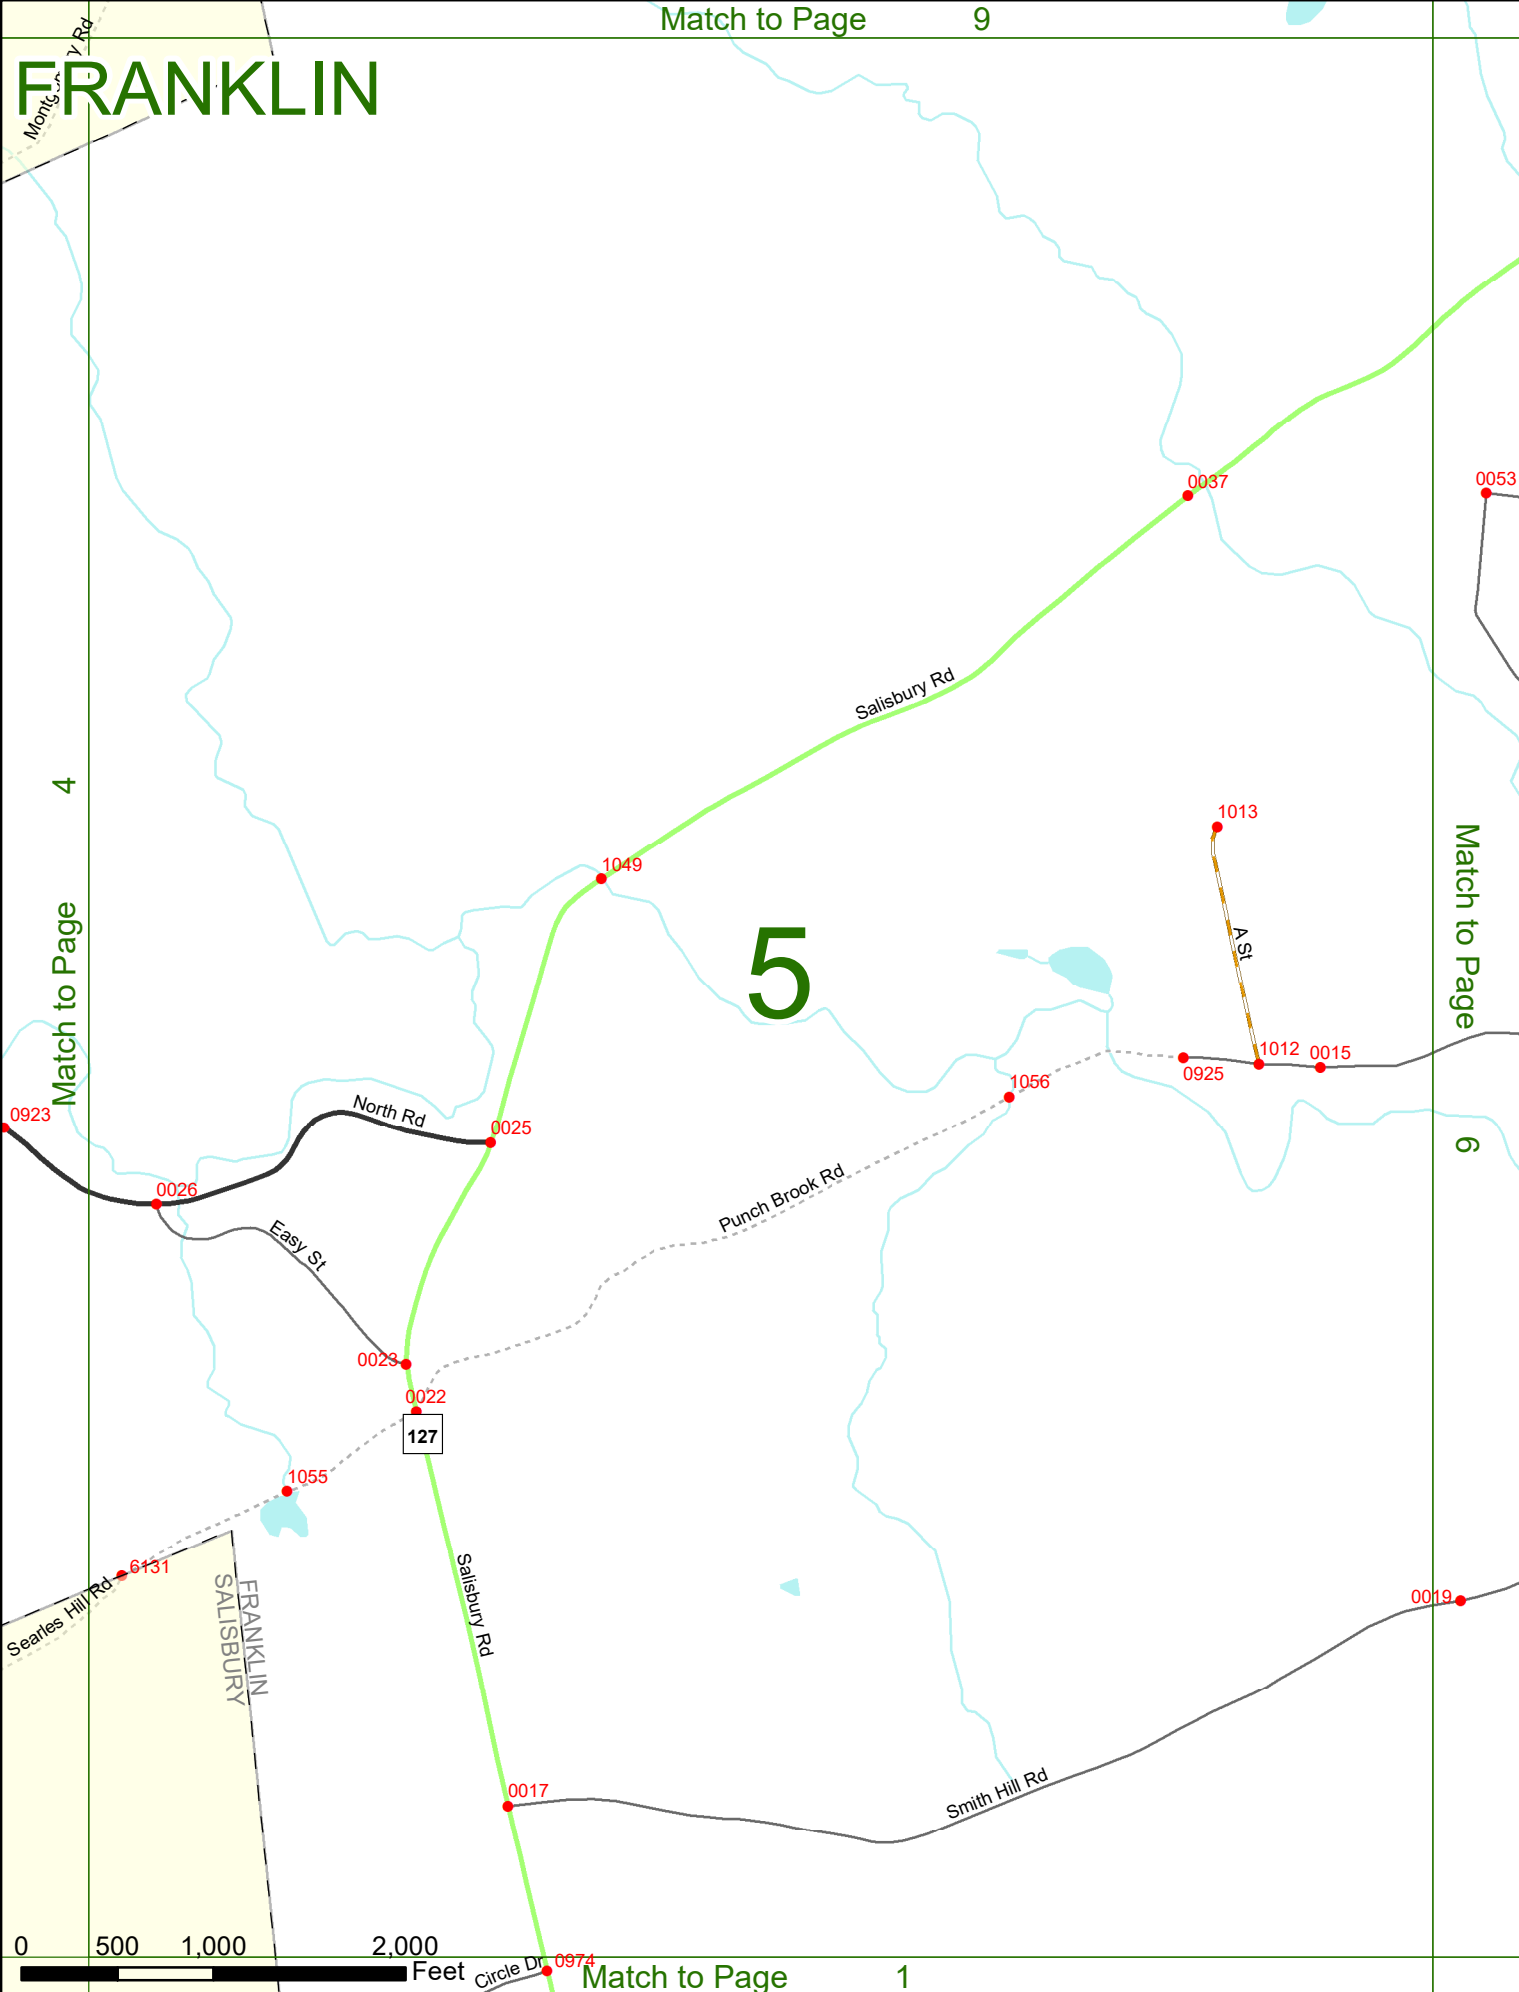 Match to Page 9
Montgomery Rd
FRANKLIN
0037
0053
Salisbury Rd
4
Match to Page
1013
1049
5
A St
Match to Page
6
1012
0015
0925
1056
0923
North Rd
0025
0026
Punch Brook Rd
Easy St
0023
0022
127
1055
6131
Searles Hill Rd
FRANKLIN
SALISBURY
Salisbury Rd
0019
0017
Smith Hill Rd
0 500 1,000 2,000
Feet
Circle Dr
0974
Match to Page 1